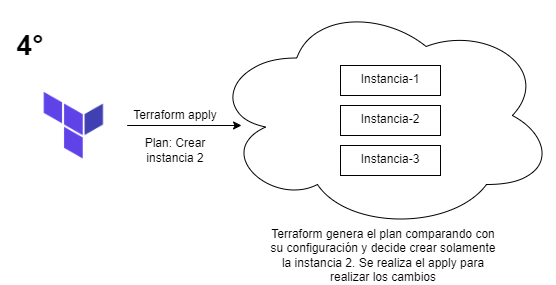 4°
Terraform apply
Plan: Crear
instancia 2
Instancia-1
Instancia-2
Instancia-3
Terraform genera el plan comparando con
su configuración y decide crear solamente
la instancia 2. Se realiza el apply para
realizar los cambios